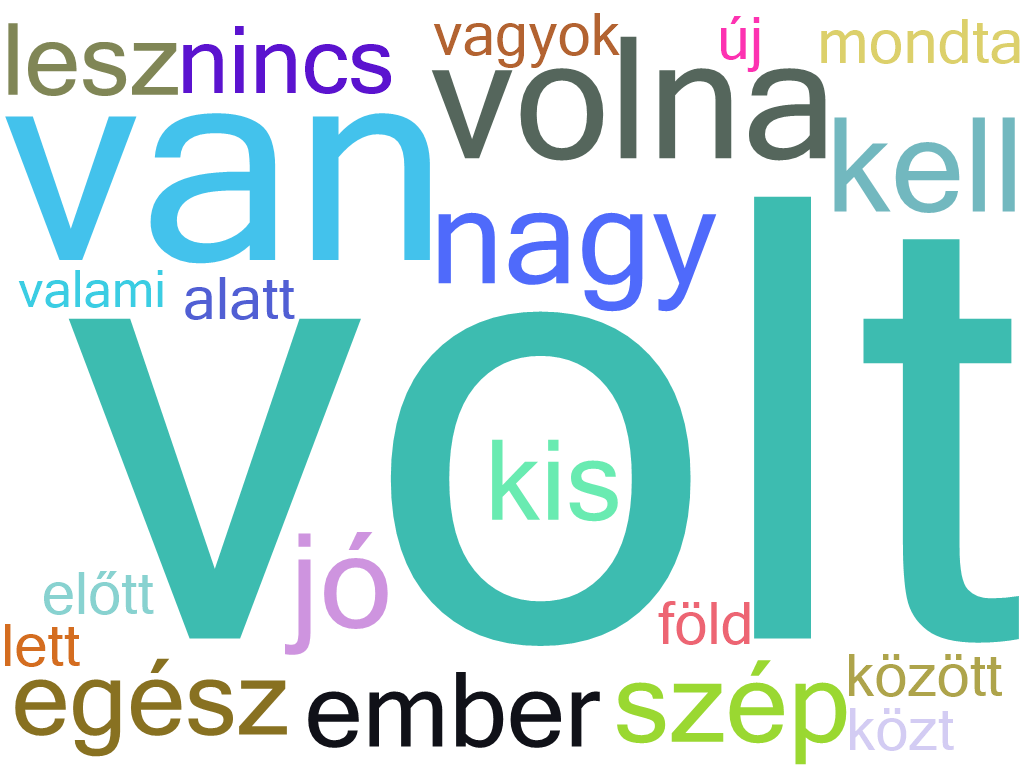 lesz nincs vagyok új mondta
van volna kell
nagy
valami alatt
volt
kis
jó
előtt föld
lett
egész ember szép között
közt